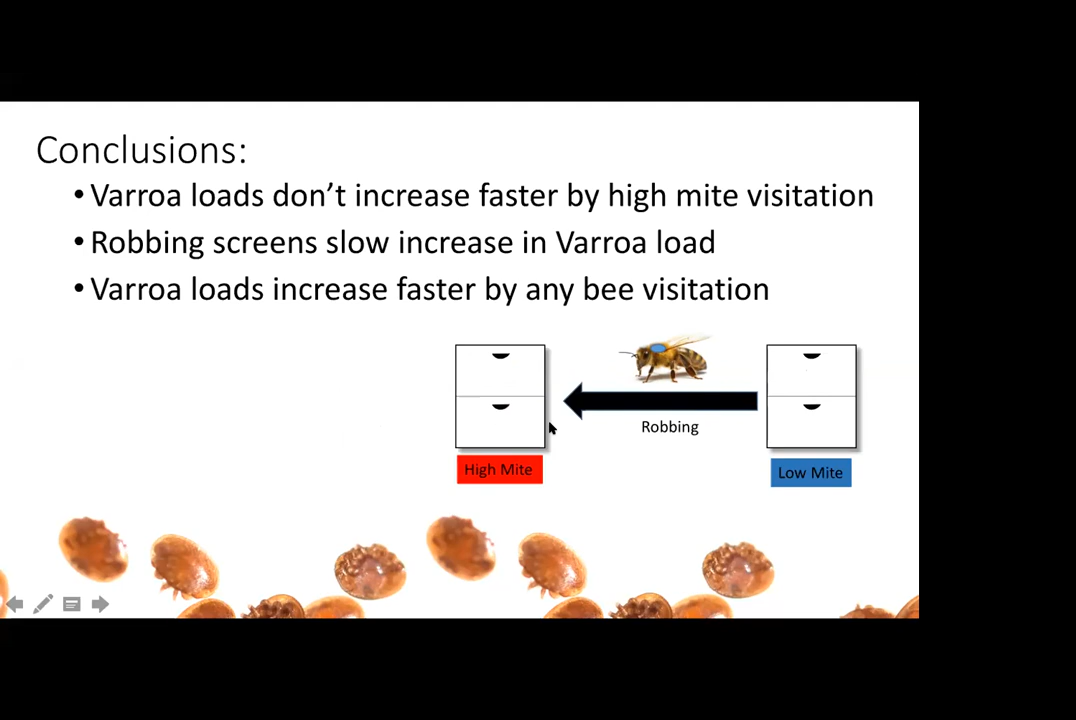 Conclusions:
• Varroa loads don’t increase faster by high mite visitation
• Robbing screens slow increase in Varroa load
• Varroa loads increase faster by any bee visitation
Robbing
High Mite
Low Mite